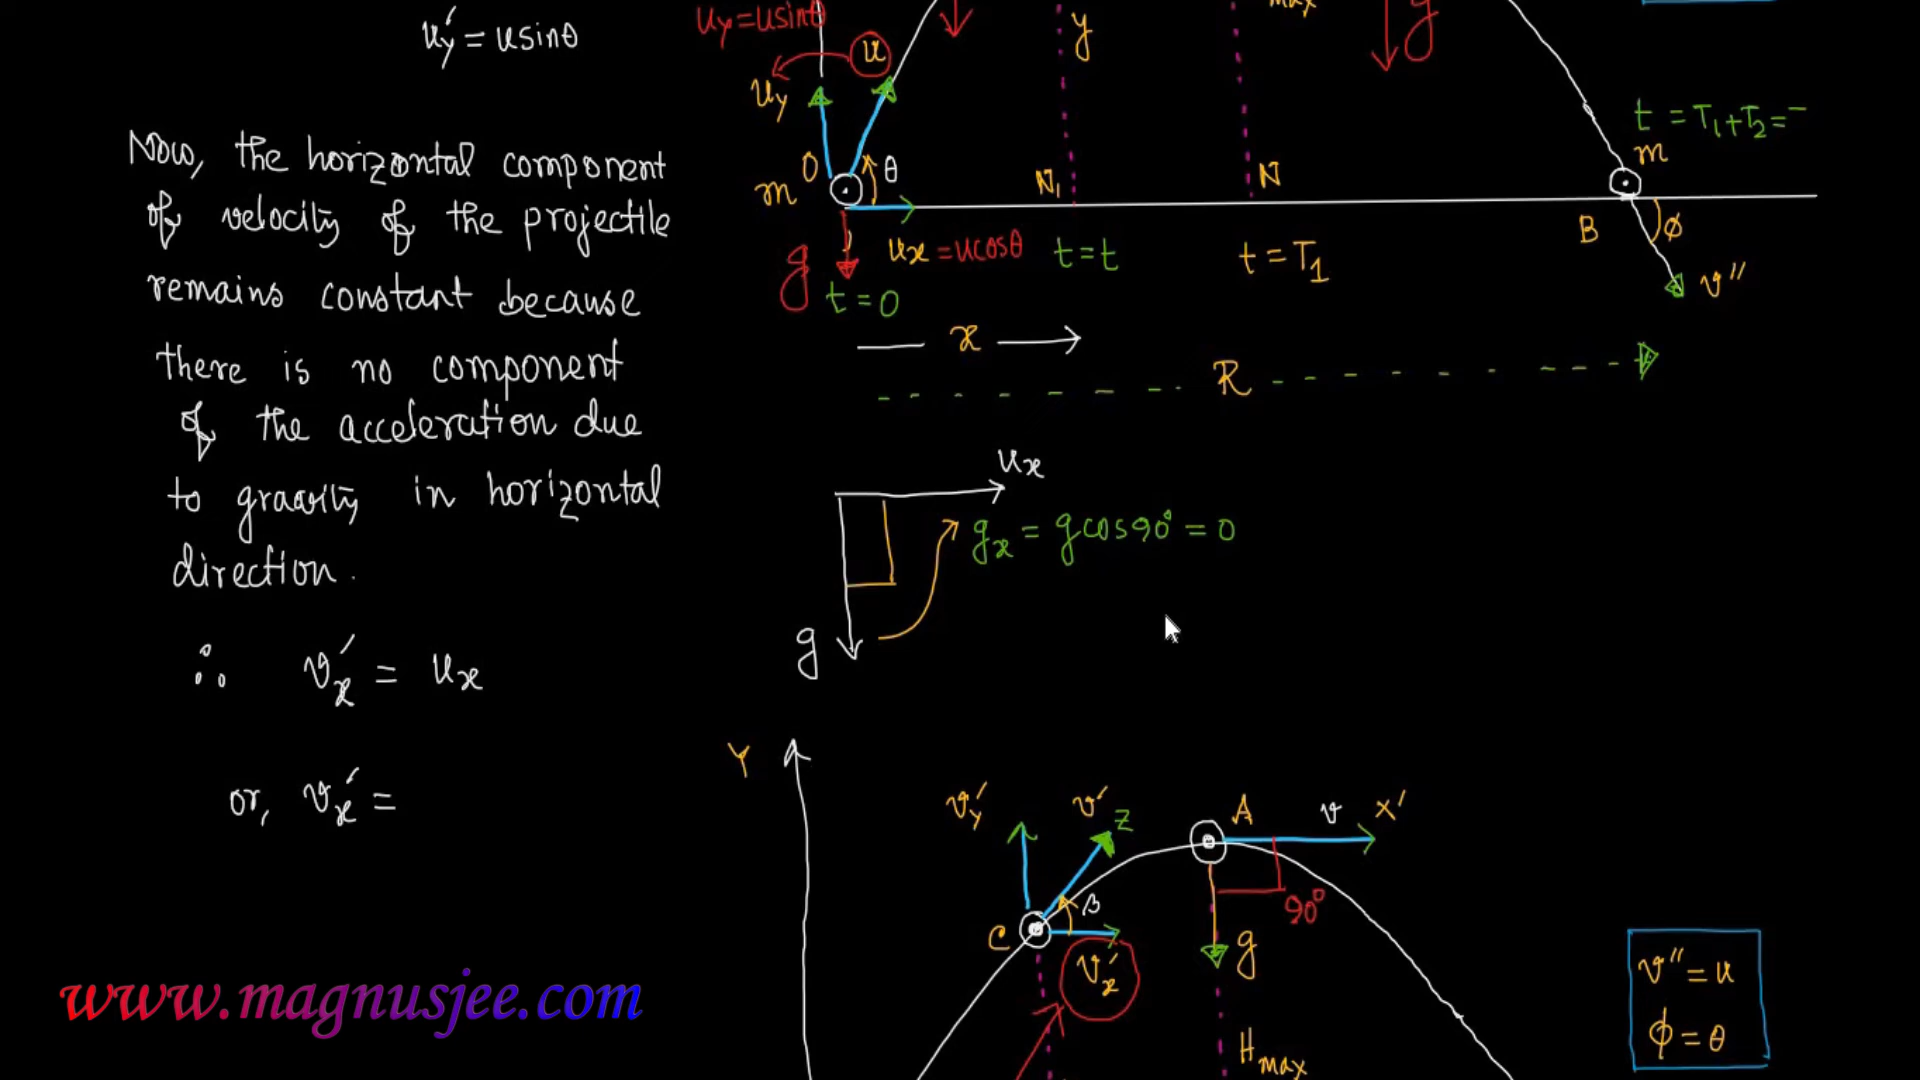 u'y = usinθ
Now, the horizontal component
of velocity of the projectile
remains constant because
there is no component
of the acceleration due
to gravity in horizontal
direction.
∴ v'x = ux
or, v'x =
www.magnusjee.com
uy=usinθ
u
uy
y
max
g
t = T1+T2=-
m
O
θ
m
N1
N
B
φ
g
ux =ucosθ
t=t
t=T1
v''
t=0
x
R
ux
gx = gcos90° = 0
g
Y
v'y
v'
z
A
v
X'
C
β
v'x
90°
g
Hmax
v''=u
φ=θ